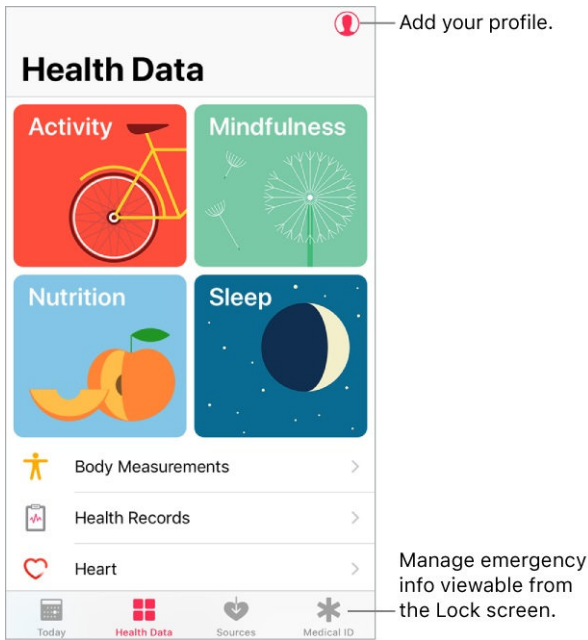 Add your profile.
Health Data
Activity
Mindfulness
Nutrition
Sleep
Body Measurements
Health Records
Heart
Manage emergency
info viewable from
the Lock screen.
Today
Health Data
Sources
Medical ID